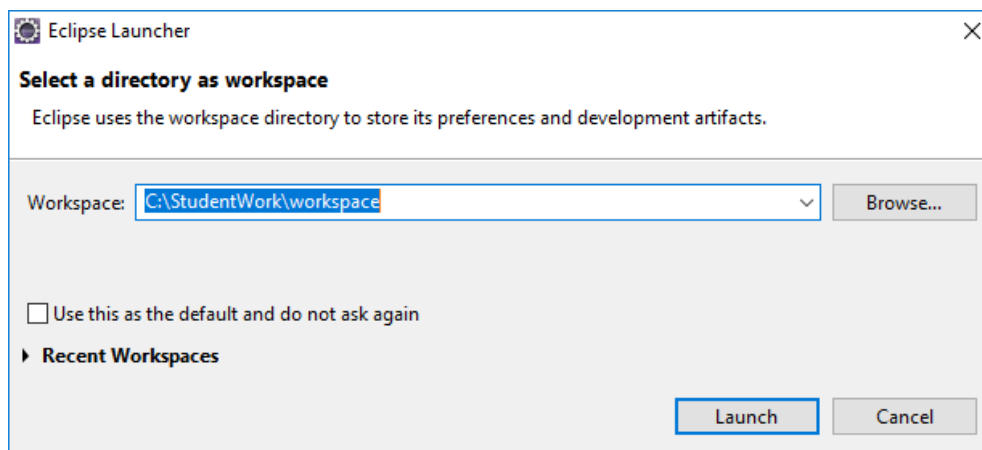 Eclipse Launcher
Select a directory as workspace
Eclipse uses the workspace directory to store its preferences and development artifacts.
Workspace: C:\StudentWork\workspace Browse...
Use this as the default and do not ask again
Recent Workspaces
Launch Cancel